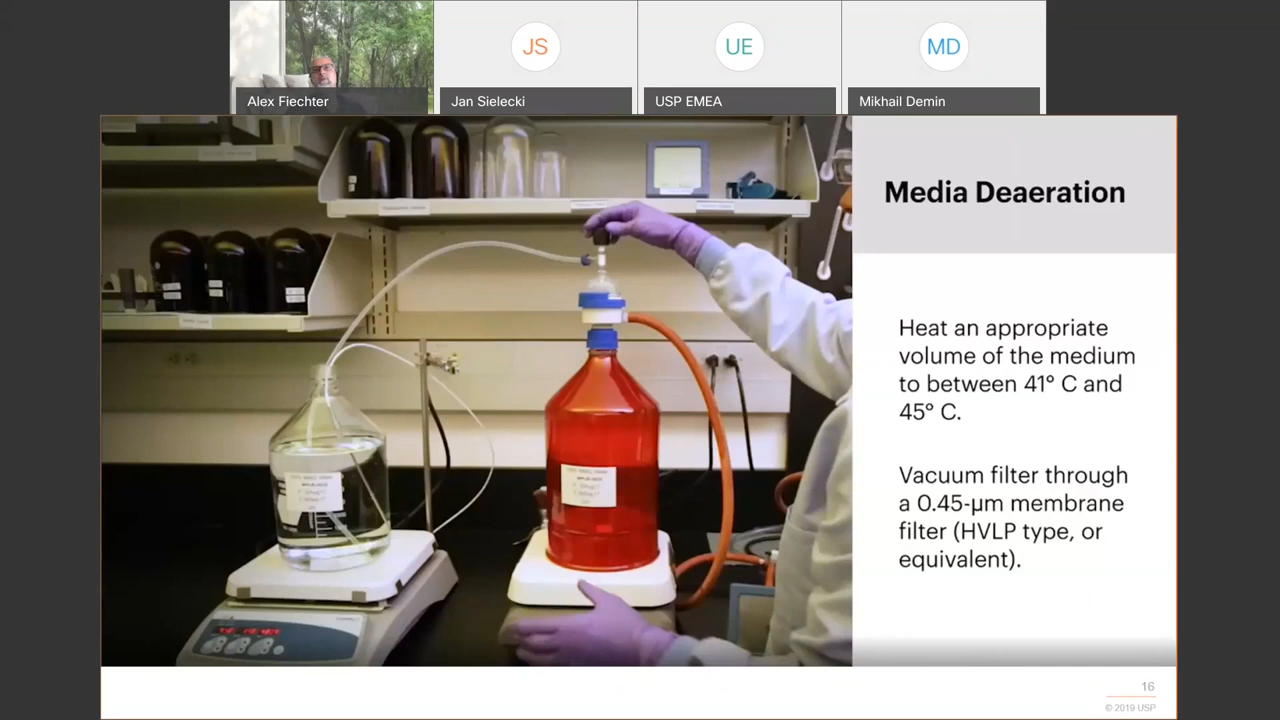 JS
UE
MD
Alex Fiechter
Jan Sielecki
USP EMEA
Mikhail Demin
Media Deaeration
Heat an appropriate
volume of the medium
to between 41° C and
45° C.
Vacuum filter through
a 0.45-µm membrane
filter (HVLP type, or
equivalent).
16
© 2019 USP